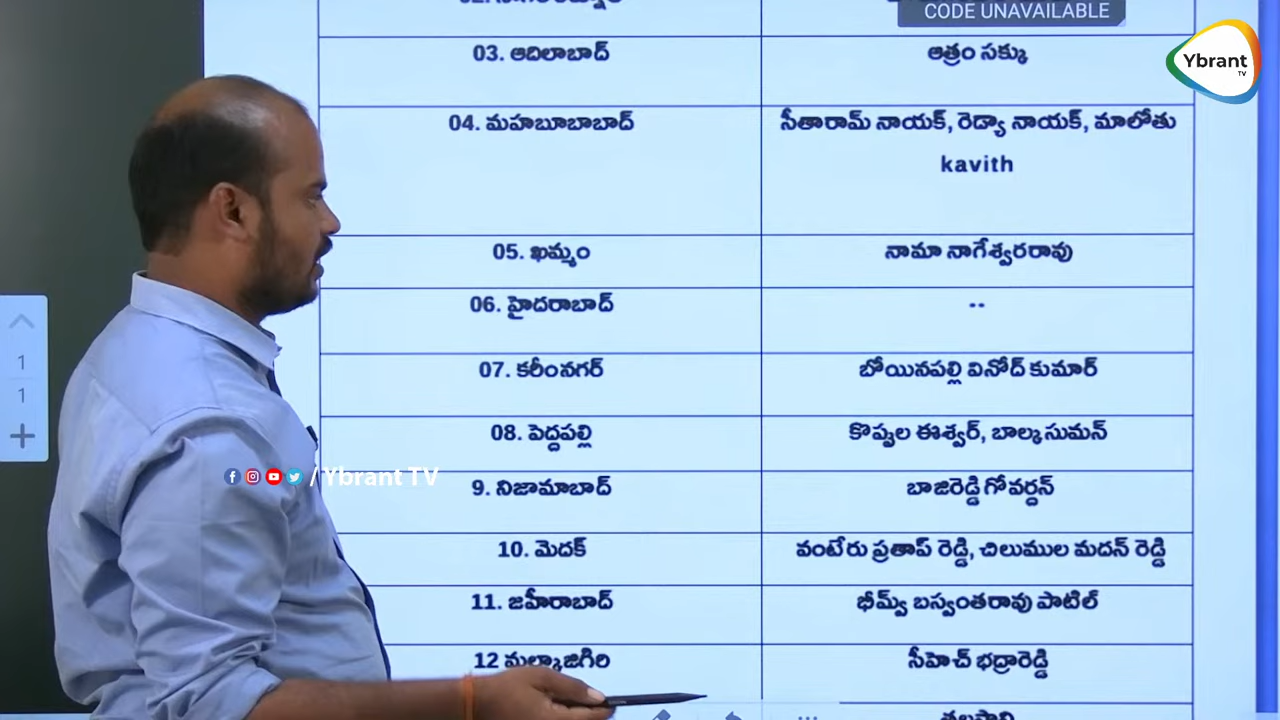 CODE UNAVAILABLE
Ybrant
TV
03. ఆదిలాబాద్ ఆత్రం సక్కు
04. మహబూబాబాద్ సీతారామ్ నాయక్, రెడ్యా నాయక్, మాలోతు
kavith
05. ఖమ్మం నామా నాగేశ్వరరావు
06. హైదరాబాద్ --
07. కరీంనగర్ బోయినపల్లి వినోద్ కుమార్
08. పెద్దపల్లి కొప్పుల ఈశ్వర్, బాల్క సుమన్
/ Ybrant TV
9. నిజామాబాద్ బాజిరెడ్డి గోవర్దన్
10. మెదక్ వంటేరు ప్రతాప్ రెడ్డి, చిలుముల మదన్ రెడ్డి
11. జహీరాబాద్ భీమ్వ్ బస్వంతరావు పాటిల్
12 మల్కాజిగిరి సీహెచ్ భద్రారెడ్డి
1
1